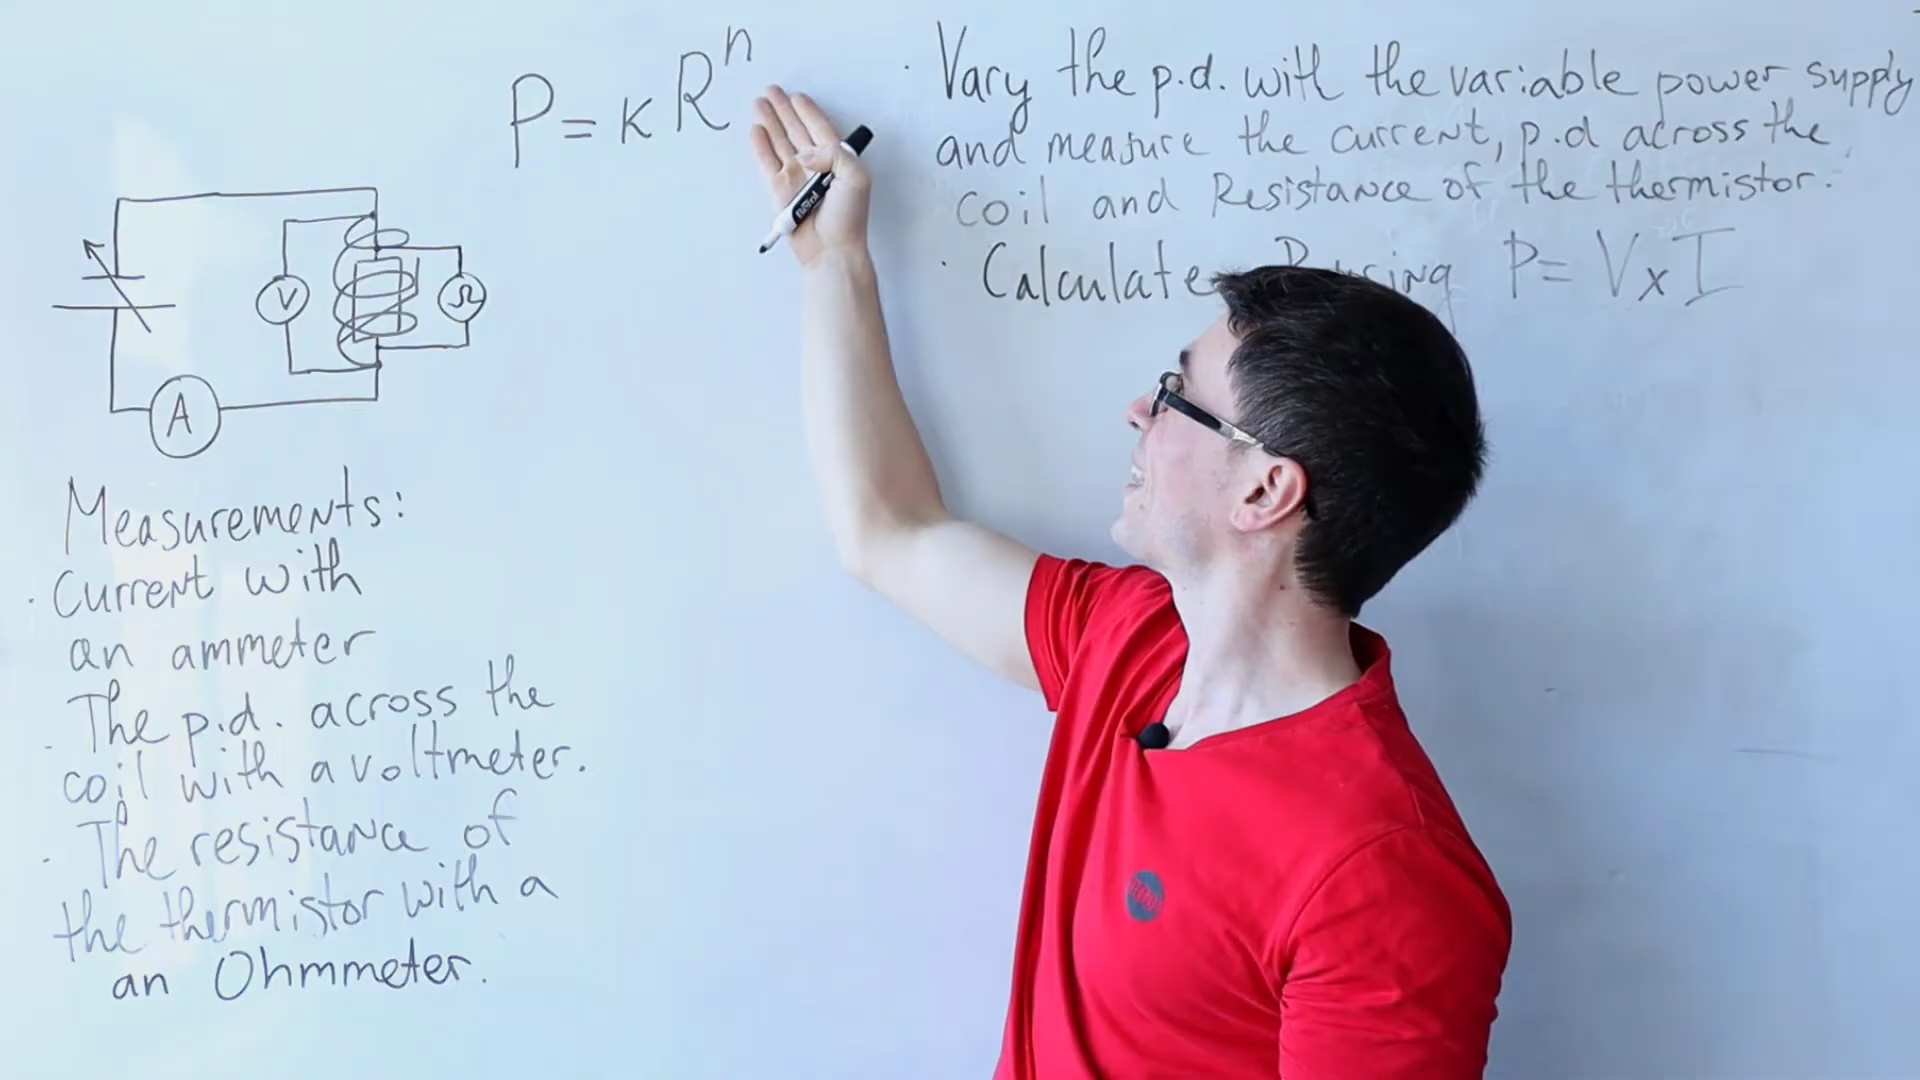 P = k Rⁿ
· Vary the p.d. with the variable power supply
and measure the current, p.d across the
coil and Resistance of the thermistor.
· Calculate P using P = V x I
V
Ω
A
Measurements:
· Current with
an ammeter
· The p.d. across the
coil with a voltmeter.
· The resistance of
the thermistor with a
an Ohmmeter.